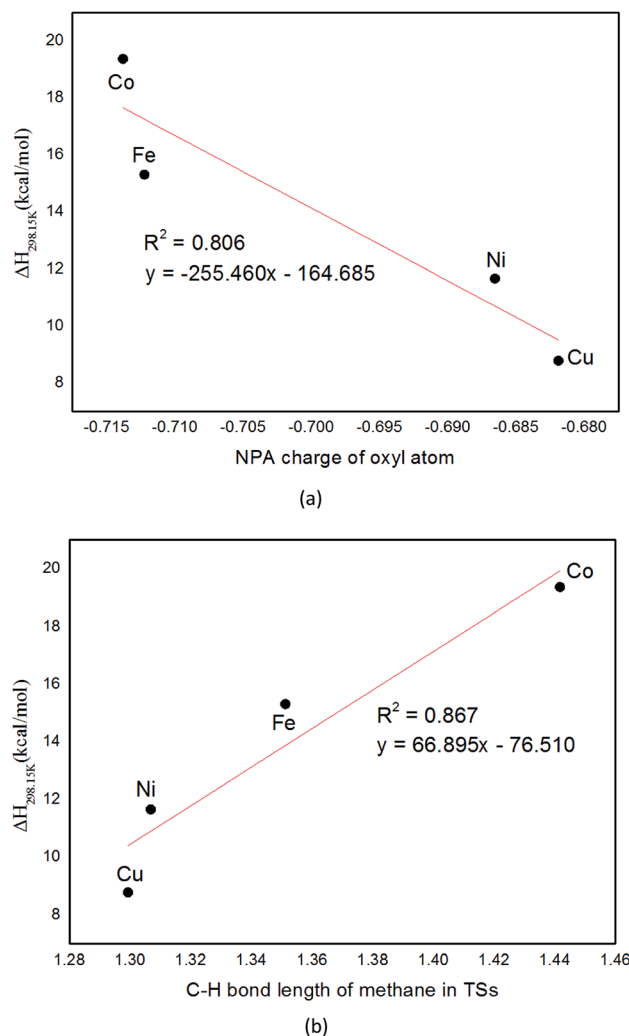 20
18
16
14
12
10
8
ΔH298.15K(kcal/mol)
Co
Fe
R² = 0.806
y = -255.460x - 164.685
Ni
Cu
-0.715 -0.710 -0.705 -0.700 -0.695 -0.690 -0.685 -0.680
NPA charge of oxyl atom
(a)
20
18
16
14
12
10
8
ΔH298.15K(kcal/mol)
Co
Fe
R² = 0.867
y = 66.895x - 76.510
Ni
Cu
1.28 1.30 1.32 1.34 1.36 1.38 1.40 1.42 1.44 1.46
C-H bond length of methane in TSs
(b)